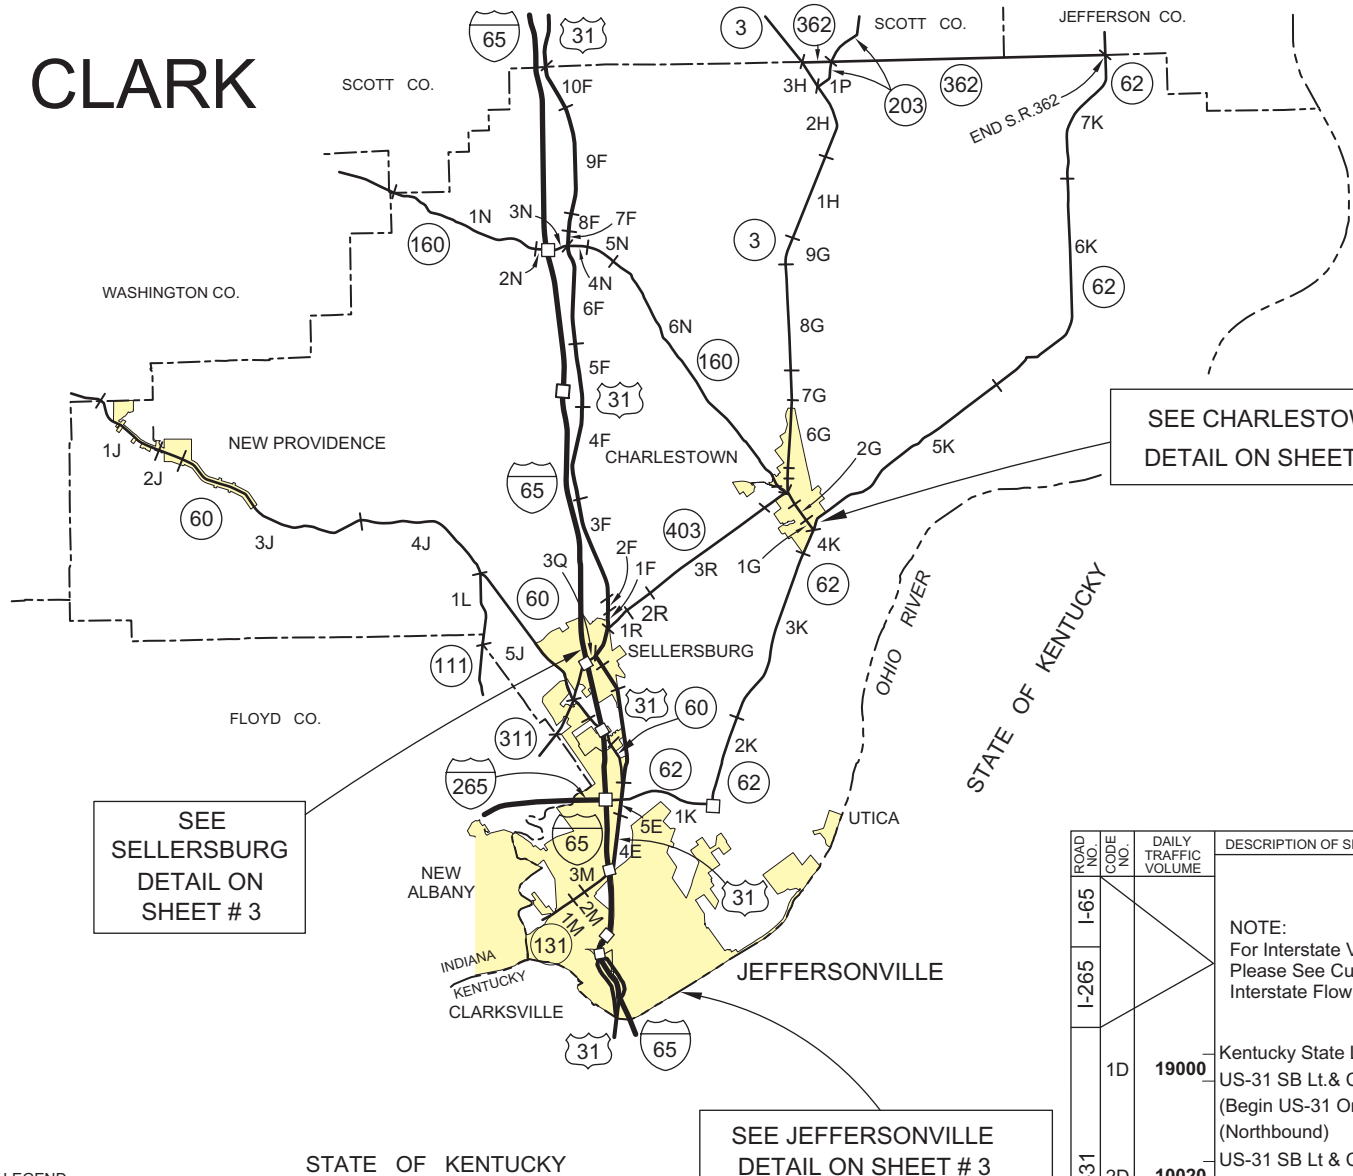 CLARK
SCOTT CO.
SCOTT CO.
JEFFERSON CO.
65
31
3
362
203
362
62
10F
3H
1P
2H
END S.R.362
7K
9F
1H
1N
3N
8F
7F
5N
160
2N
4N
3
9G
6K
62
WASHINGTON CO.
6F
6N
8G
160
5F
31
7G
1J
NEW PROVIDENCE
4F
CHARLESTOWN
6G
2G
5K
SEE CHARLESTOW
DETAIL ON SHEET
2J
65
60
3J
4J
3F
403
2F
1F
3Q
3R
1G
4K
62
1L
60
2R
1R
3K
OHIO RIVER
STATE OF KENTUCKY
111
5J
SELLERSBURG
FLOYD CO.
311
31
60
2K
265
62
62
1K
5E
UTICA
SEE
SELLERSBURG
DETAIL ON
SHEET # 3
65
4E
NEW
ALBANY
3M
2M
1M
31
131
INDIANA
KENTUCKY
CLARKSVILLE
JEFFERSONVILLE
31
65
SEE JEFFERSONVILLE
DETAIL ON SHEET # 3
STATE OF KENTUCKY
LEGEND
ROAD NO.
CODE NO.
DAILY TRAFFIC VOLUME
DESCRIPTION OF
I-65
I-265
NOTE:
For Interstate
Please See
Interstate Flow
Kentucky State
1D 19000
US-31 SB Lt.&
(Begin US-31
(Northbound)
US-31 SB Lt &
31
2D 10020